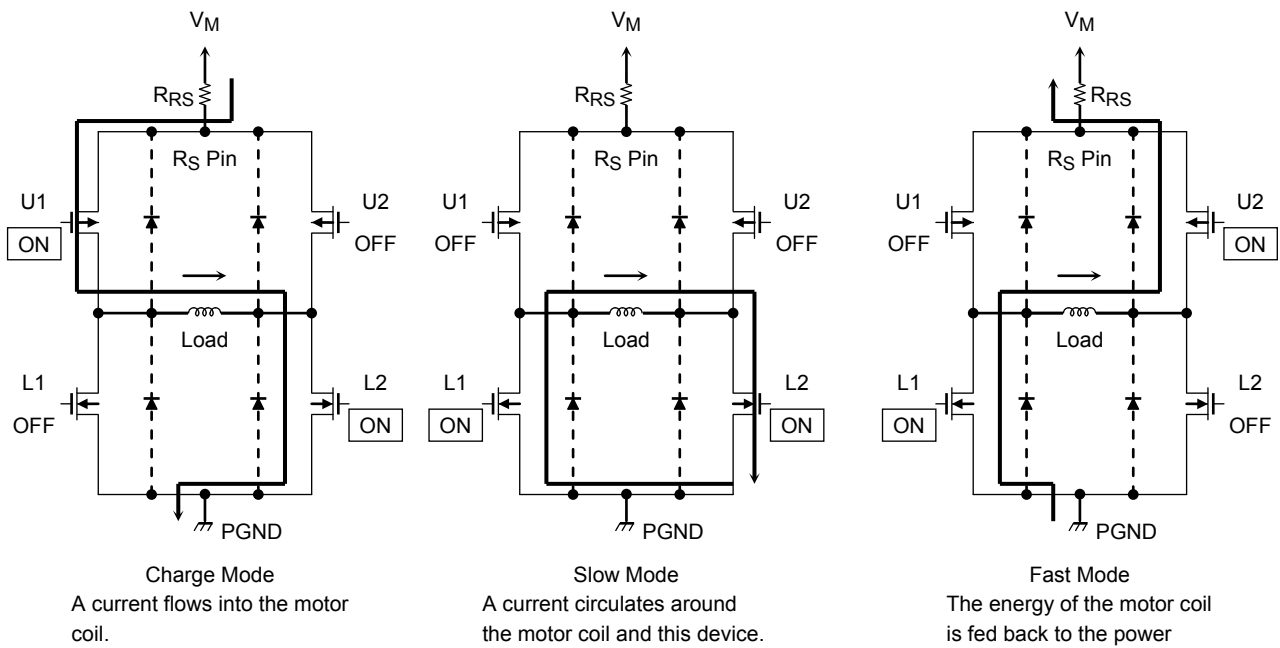 VM
RRS
RS Pin
U1
ON
U2
OFF
Load
L1
OFF
L2
ON
PGND
Charge Mode
A current flows into the motor
coil.
VM
RRS
RS Pin
U1
OFF
U2
OFF
Load
L1
ON
L2
ON
PGND
Slow Mode
A current circulates around
the motor coil and this device.
VM
RRS
RS Pin
U1
OFF
U2
ON
Load
L1
ON
L2
OFF
PGND
Fast Mode
The energy of the motor coil
is fed back to the power